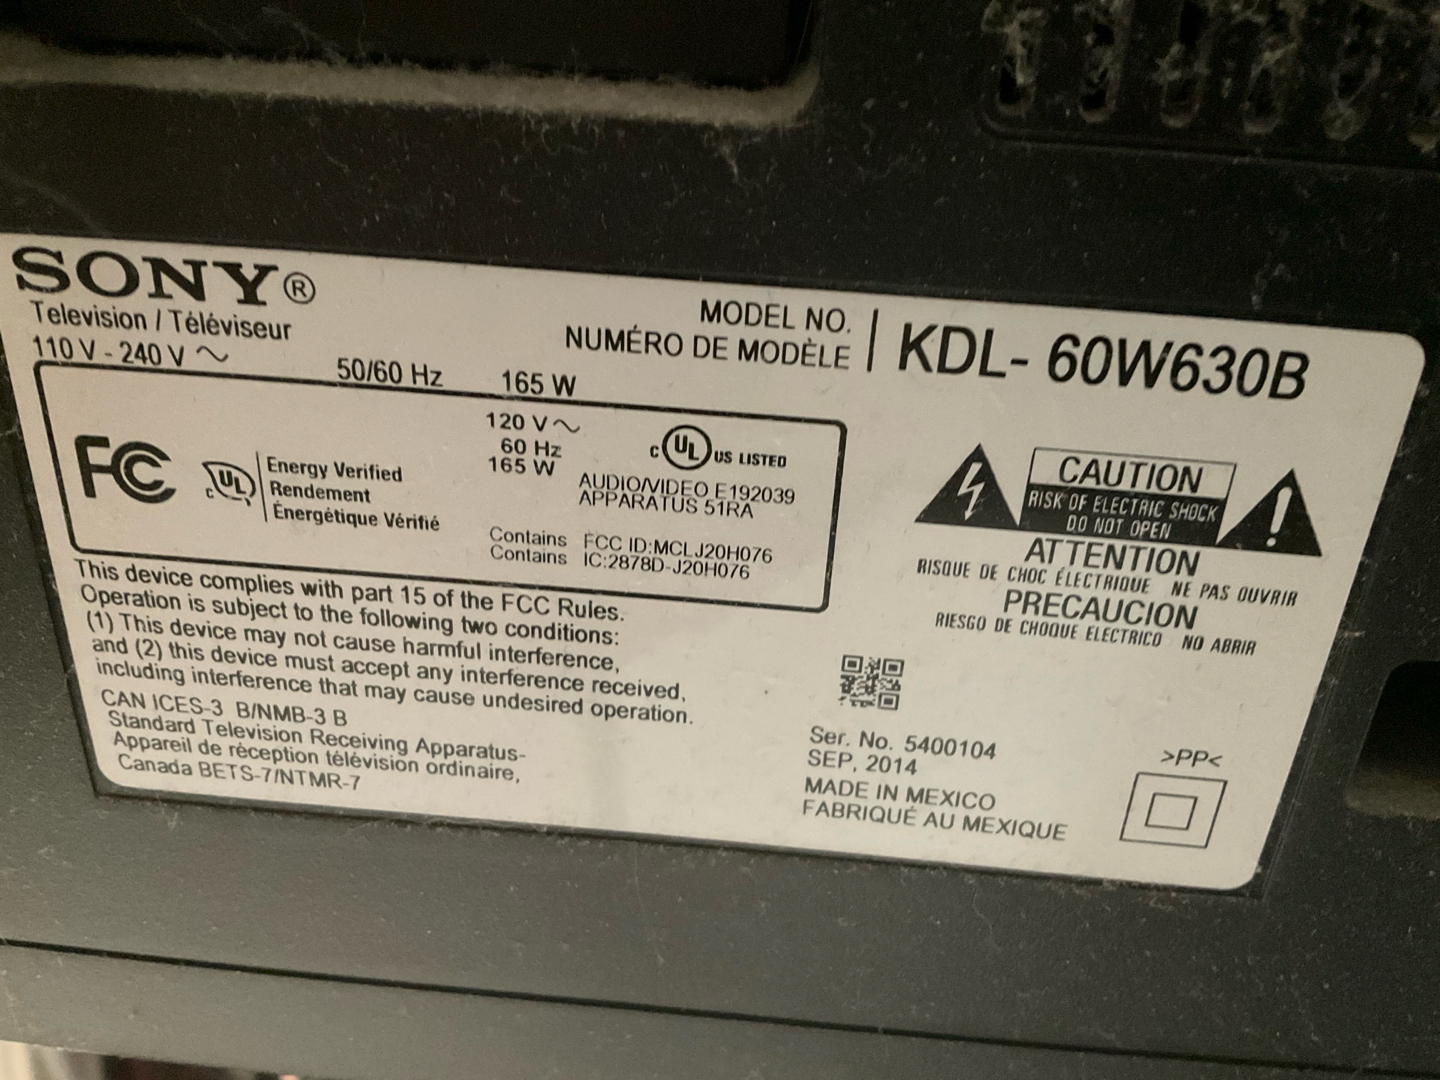 SONY®
Television / Téléviseur
110 V - 240 V ~ 50/60 Hz 165 W
MODEL NO.
NUMÉRO DE MODÈLE
KDL- 60W630B
FC
c UL
Energy Verified
Rendement
Énergétique Vérifié
120 V ~
60 Hz
165 W
c UL US LISTED
AUDIO/VIDEO E192039
APPARATUS 51RA
Contains FCC ID:MCLJ20H076
Contains IC:2878D-J20H076
This device complies with part 15 of the FCC Rules.
Operation is subject to the following two conditions:
(1) This device may not cause harmful interference,
and (2) this device must accept any interference received,
including interference that may cause undesired operation.
CAN ICES-3 B/NMB-3 B
Standard Television Receiving Apparatus-
Appareil de réception télévision ordinaire,
Canada BETS-7/NTMR-7
CAUTION
RISK OF ELECTRIC SHOCK
DO NOT OPEN
ATTENTION
RISQUE DE CHOC ÉLECTRIQUE NE PAS OUVRIR
PRECAUCION
RIESGO DE CHOQUE ELECTRICO NO ABRIR
Ser. No. 5400104
SEP, 2014
MADE IN MEXICO
FABRIQUÉ AU MEXIQUE
>PP<